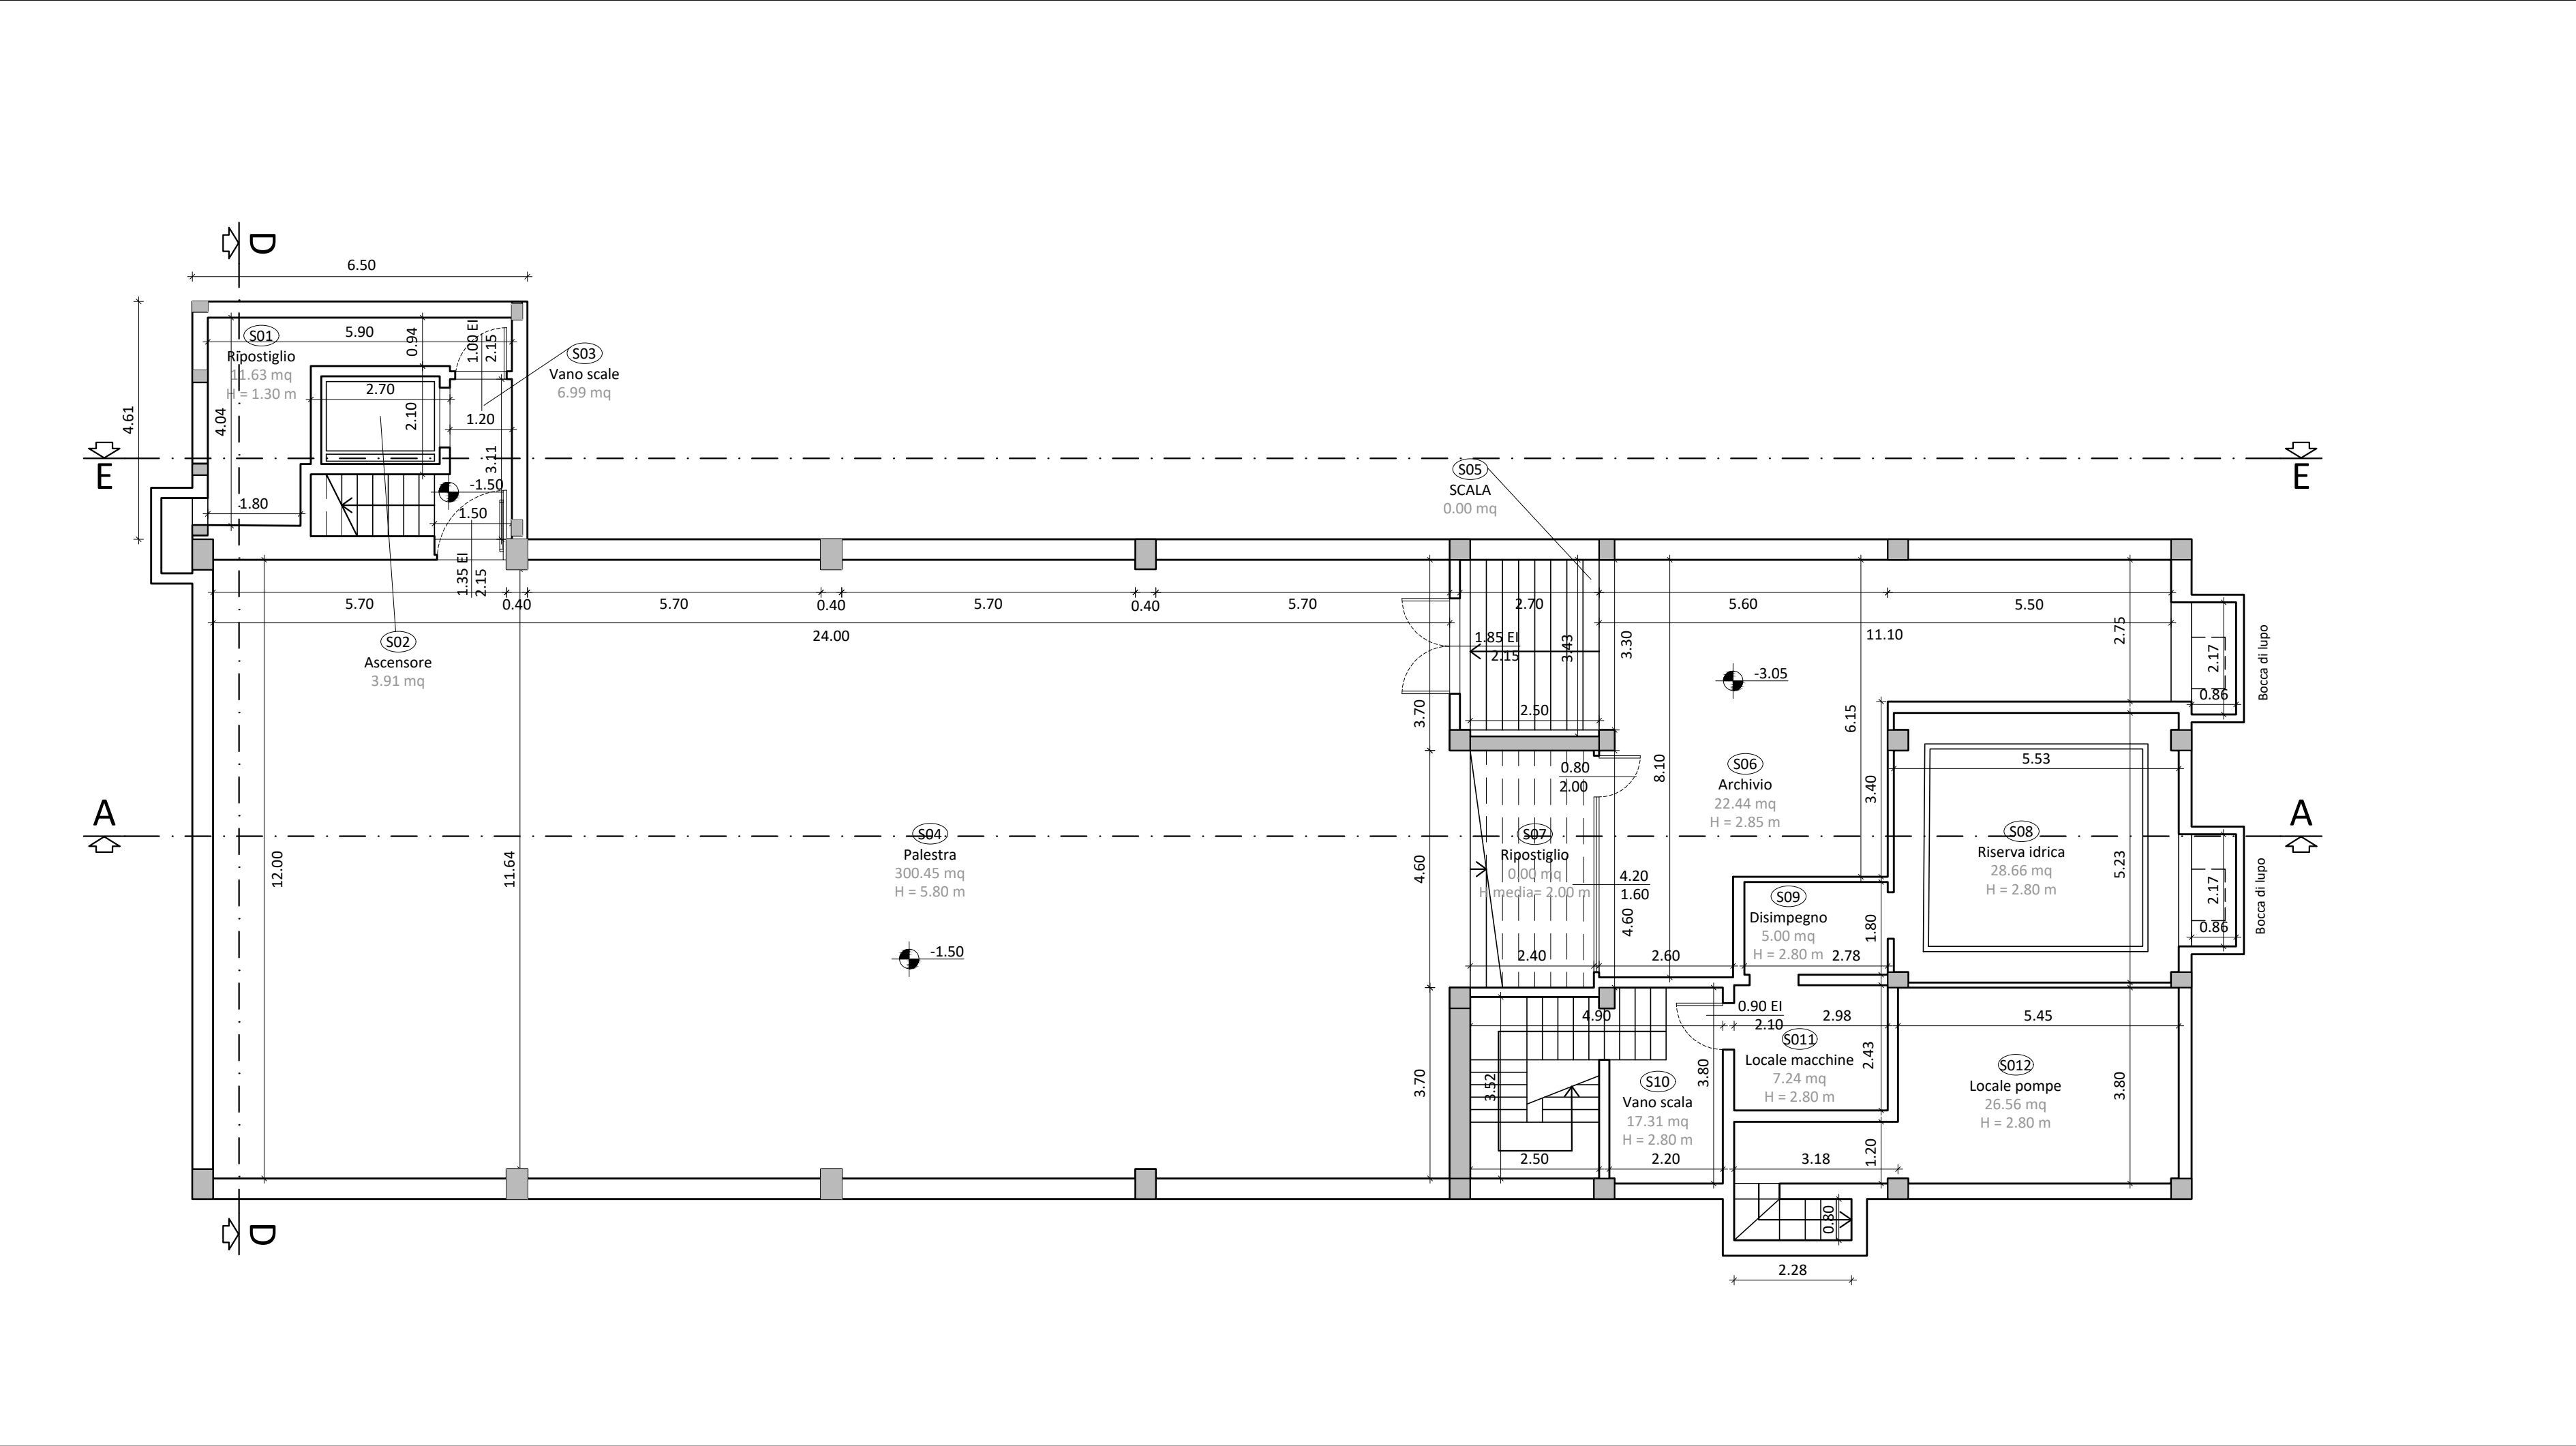 D
6.50
S01
Ripostiglio
11.63 mq
H = 1.30 m
5.90
0.94
1.00 EI
2.15
S03
Vano scale
6.99 mq
2.70
2.10
1.20
4.61
4.04
3.11
E
E
-1.50
1.80
1.50
1.35 EI
2.15
S05
SCALA
0.00 mq
5.70
0.40
5.70
0.40
5.70
0.40
5.70
2.70
5.60
5.50
24.00
11.10
S02
Ascensore
3.91 mq
1.85 EI
2.15
3.43
3.30
2.75
2.17
0.86
Bocca di lupo
-3.05
3.70
2.50
6.15
8.10
0.80
2.00
S06
Archivio
22.44 mq
H = 2.85 m
3.40
5.53
A
A
12.00
11.64
S04
Palestra
300.45 mq
H = 5.80 m
4.60
S07
Ripostiglio
0.00 mq
H media= 2.00 m
4.20
1.60
4.60
S08
Riserva idrica
28.66 mq
H = 2.80 m
5.23
2.17
0.86
Bocca di lupo
S09
Disimpegno
5.00 mq
H = 2.80 m
1.80
2.78
-1.50
2.40
2.60
4.90
0.90 EI
2.10
2.98
5.45
S011
Locale macchine
7.24 mq
H = 2.80 m
2.43
3.70
3.52
3.80
S10
Vano scala
17.31 mq
H = 2.80 m
S012
Locale pompe
26.56 mq
H = 2.80 m
3.80
2.50
2.20
3.18
1.20
0.80
D
2.28